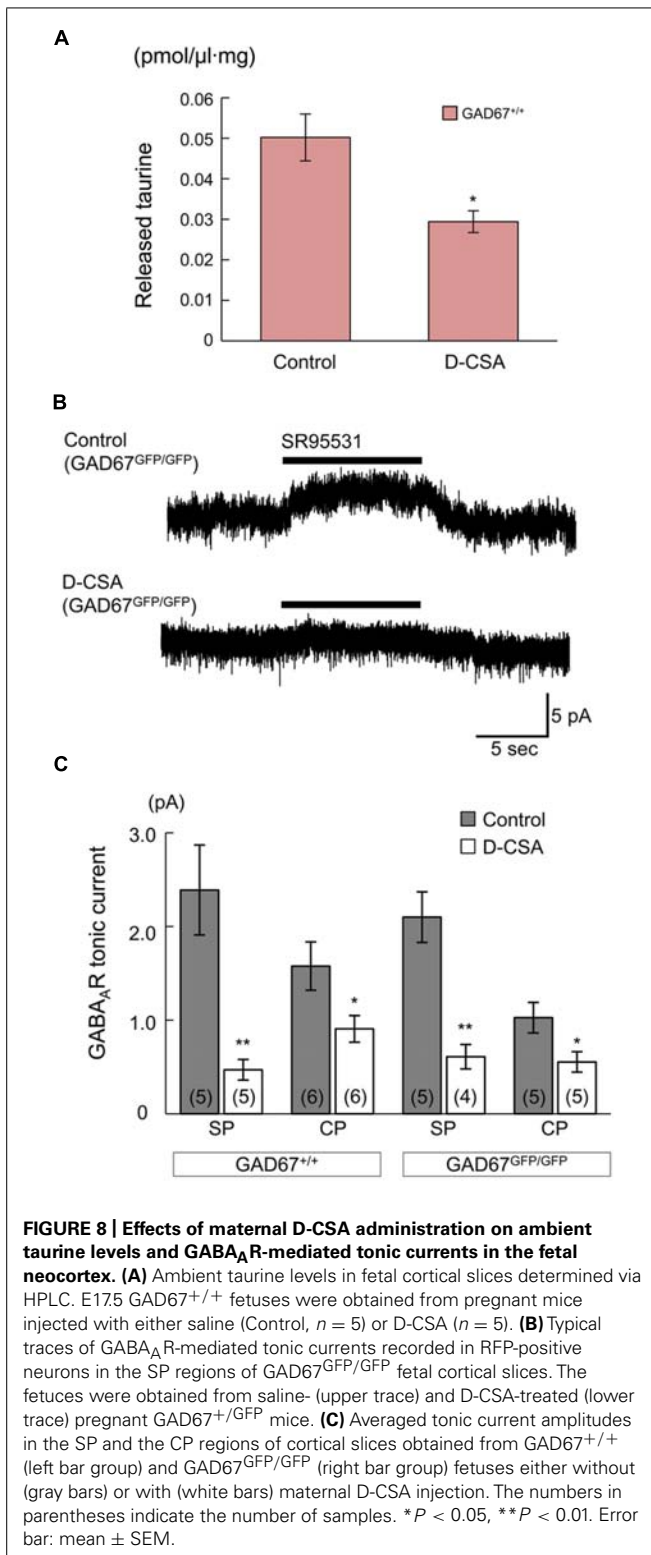 A
(pmol/μl·mg)
0.06
0.05
0.04
0.03
0.02
0.01
0
Released taurine
GAD67+/+
*
Control
D-CSA
B
Control
(GAD67GFP/GFP)
SR95531
D-CSA
(GAD67GFP/GFP)
5 pA
5 sec
C
(pA)
3.0
2.0
1.0
0
GABAAR tonic current
Control
D-CSA
**
*
**
*
(5) (5) (6) (6) (5) (4) (5) (5)
SP CP SP CP
GAD67+/+ GAD67GFP/GFP
FIGURE 8 | Effects of maternal D-CSA administration on ambient
taurine levels and GABAAR-mediated tonic currents in the fetal
neocortex. (A) Ambient taurine levels in fetal cortical slices determined via
HPLC. E17.5 GAD67+/+ fetuses were obtained from pregnant mice
injected with either saline (Control, n = 5) or D-CSA (n = 5). (B) Typical
traces of GABAAR-mediated tonic currents recorded in RFP-positive
neurons in the SP regions of GAD67GFP/GFP fetal cortical slices. The
fetuces were obtained from saline- (upper trace) and D-CSA-treated (lower
trace) pregnant GAD67+/GFP mice. (C) Averaged tonic current amplitudes
in the SP and the CP regions of cortical slices obtained from GAD67+/+
(left bar group) and GAD67GFP/GFP (right bar group) fetuses either without
(gray bars) or with (white bars) maternal D-CSA injection. The numbers in
parentheses indicate the number of samples. *P < 0.05, **P < 0.01. Error
bar: mean ± SEM.